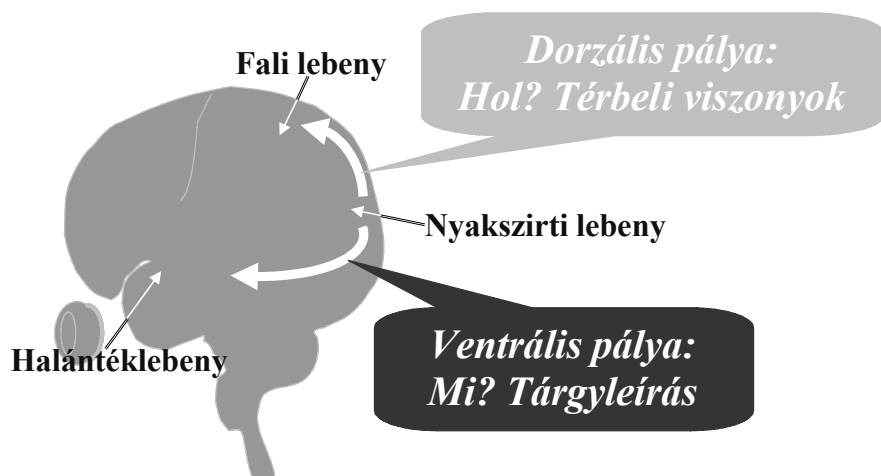 Dorzális pálya:
Hol? Térbeli viszonyok
Fali lebeny
Nyakszirti lebeny
Ventrális pálya:
Mi? Tárgyleírás
Halántéklebeny